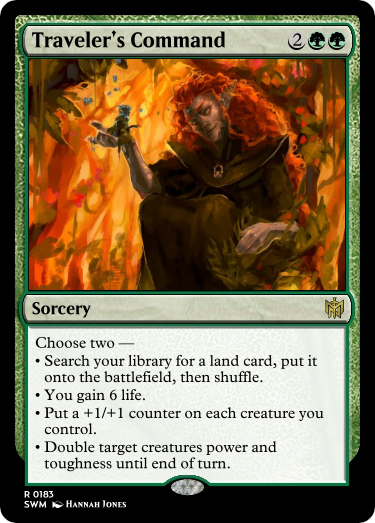 Traveler's Command 2
Sorcery
Choose two —
• Search your library for a land card, put it
onto the battlefield, then shuffle.
• You gain 6 life.
• Put a +1/+1 counter on each creature you
control.
• Double target creatures power and
toughness until end of turn.
R 0183
SWM Hannah Jones